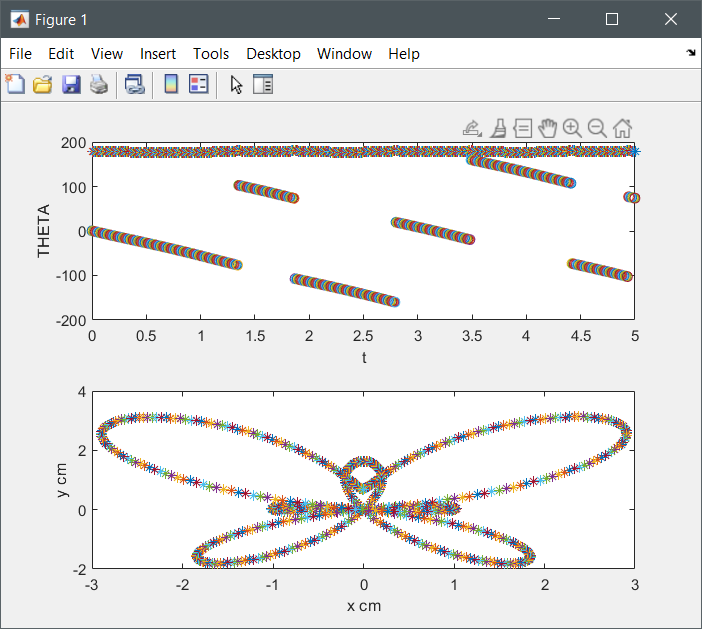 Figure 1
File Edit View Insert Tools Desktop Window Help
200
100
0
-100
-200
THETA
0 0.5 1 1.5 2 2.5 3 3.5 4 4.5 5
t
4
2
0
-2
y cm
-3 -2 -1 0 1 2 3
x cm